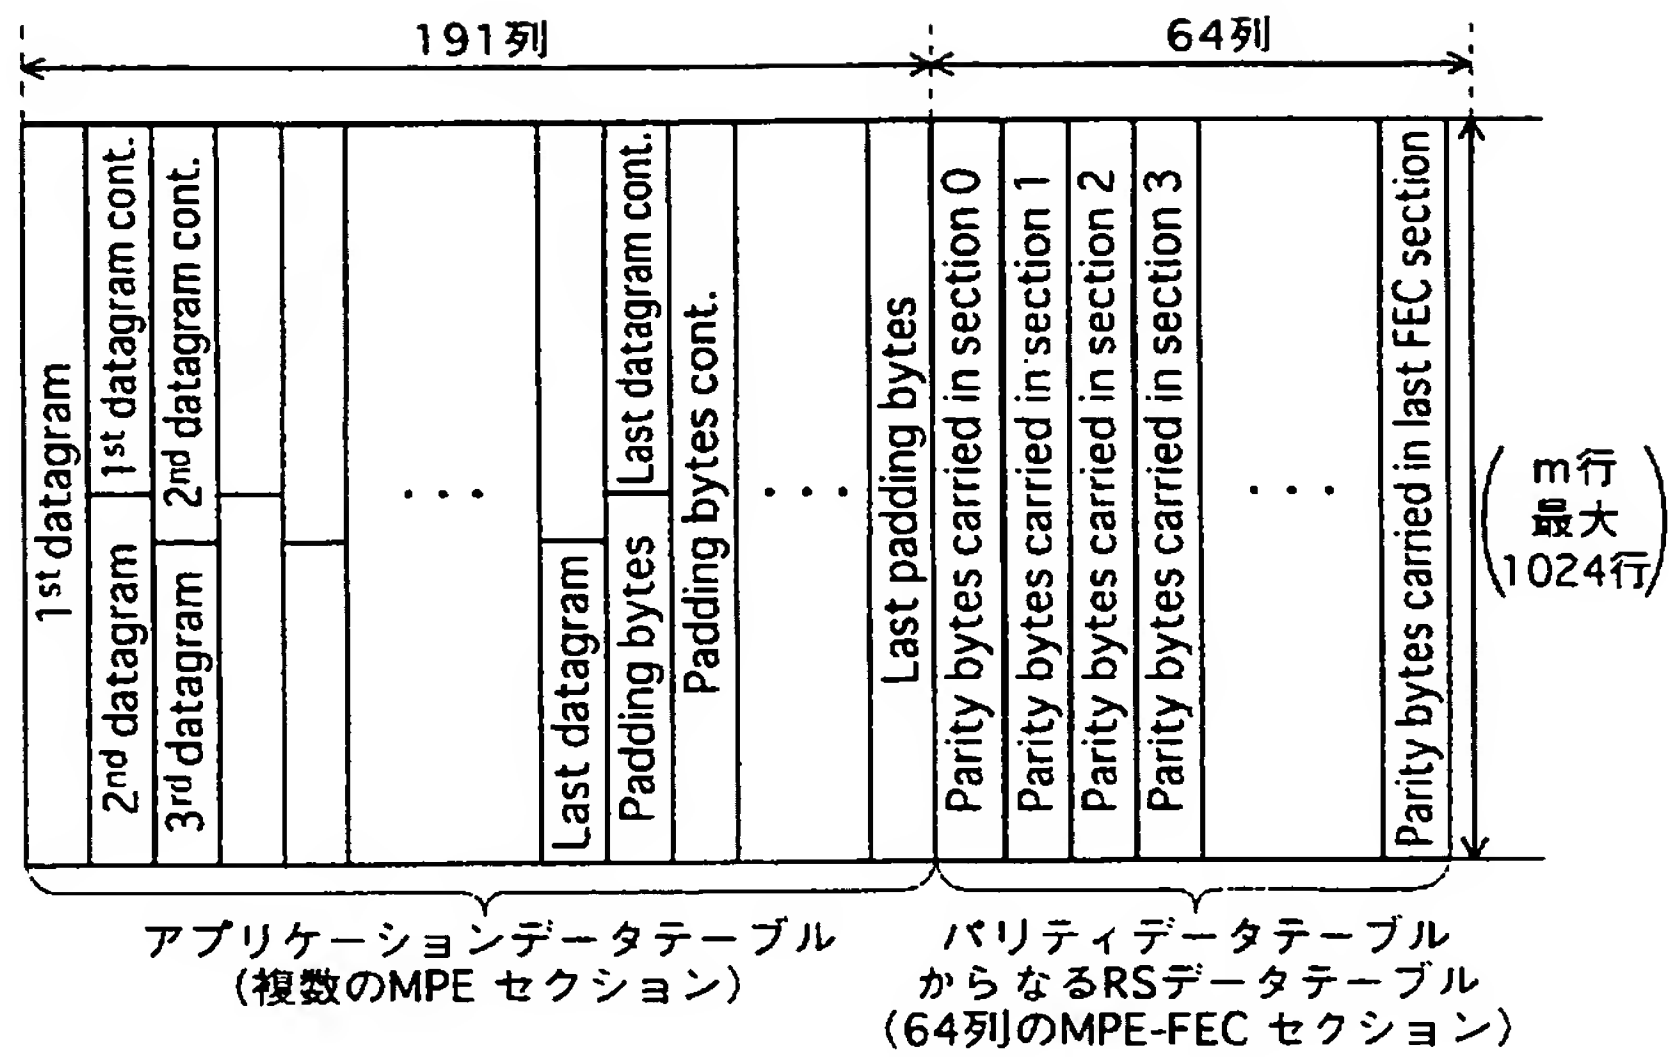 191列
64列
1st datagram
1st datagram cont.
2nd datagram
2nd datagram cont.
3rd datagram
...
Last datagram
Last datagram cont.
Padding bytes
Padding bytes cont.
...
Last padding bytes
Parity bytes carried in section 0
Parity bytes carried in section 1
Parity bytes carried in section 2
Parity bytes carried in section 3
...
Parity bytes carried in last FEC section
(m行
最大
1024行)
アプリケーションデータテーブル
(複数のMPE セクション)
パリティデータテーブル
からなるRSデータテーブル
(64列のMPE-FEC セクション)